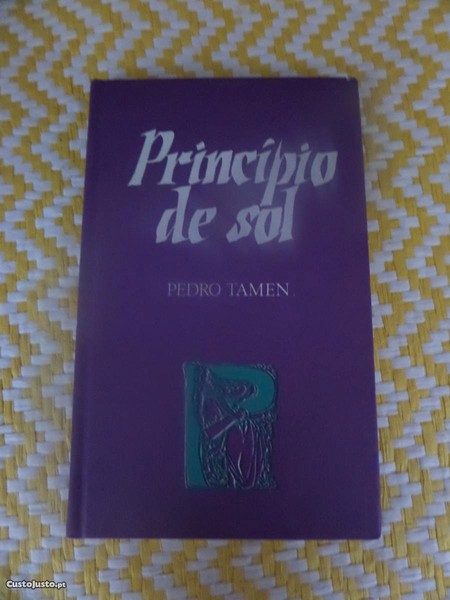 Princípio
de sol
PEDRO TAMEN
P
CustoJusto.pt